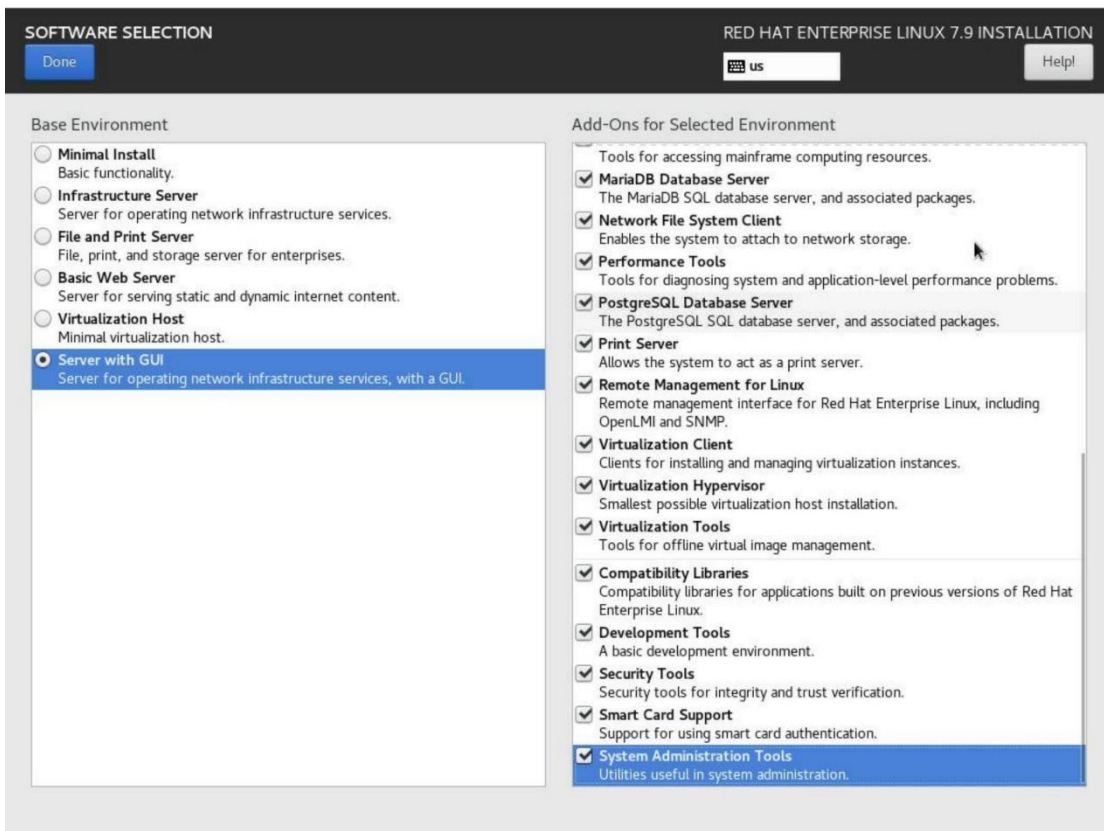 SOFTWARE SELECTION
RED HAT ENTERPRISE LINUX 7.9 INSTALLATION
Done
us
Help!
Base Environment
Minimal Install
Basic functionality.
Infrastructure Server
Server for operating network infrastructure services.
File and Print Server
File, print, and storage server for enterprises.
Basic Web Server
Server for serving static and dynamic internet content.
Virtualization Host
Minimal virtualization host.
Server with GUI
Server for operating network infrastructure services, with a GUI.
Add-Ons for Selected Environment
Tools for accessing mainframe computing resources.
MariaDB Database Server
The MariaDB SQL database server, and associated packages.
Network File System Client
Enables the system to attach to network storage.
Performance Tools
Tools for diagnosing system and application-level performance problems.
PostgreSQL Database Server
The PostgreSQL SQL database server, and associated packages.
Print Server
Allows the system to act as a print server.
Remote Management for Linux
Remote management interface for Red Hat Enterprise Linux, including
OpenLMI and SNMP.
Virtualization Client
Clients for installing and managing virtualization instances.
Virtualization Hypervisor
Smallest possible virtualization host installation.
Virtualization Tools
Tools for offline virtual image management.
Compatibility Libraries
Compatibility libraries for applications built on previous versions of Red Hat
Enterprise Linux.
Development Tools
A basic development environment.
Security Tools
Security tools for integrity and trust verification.
Smart Card Support
Support for using smart card authentication.
System Administration Tools
Utilities useful in system administration.